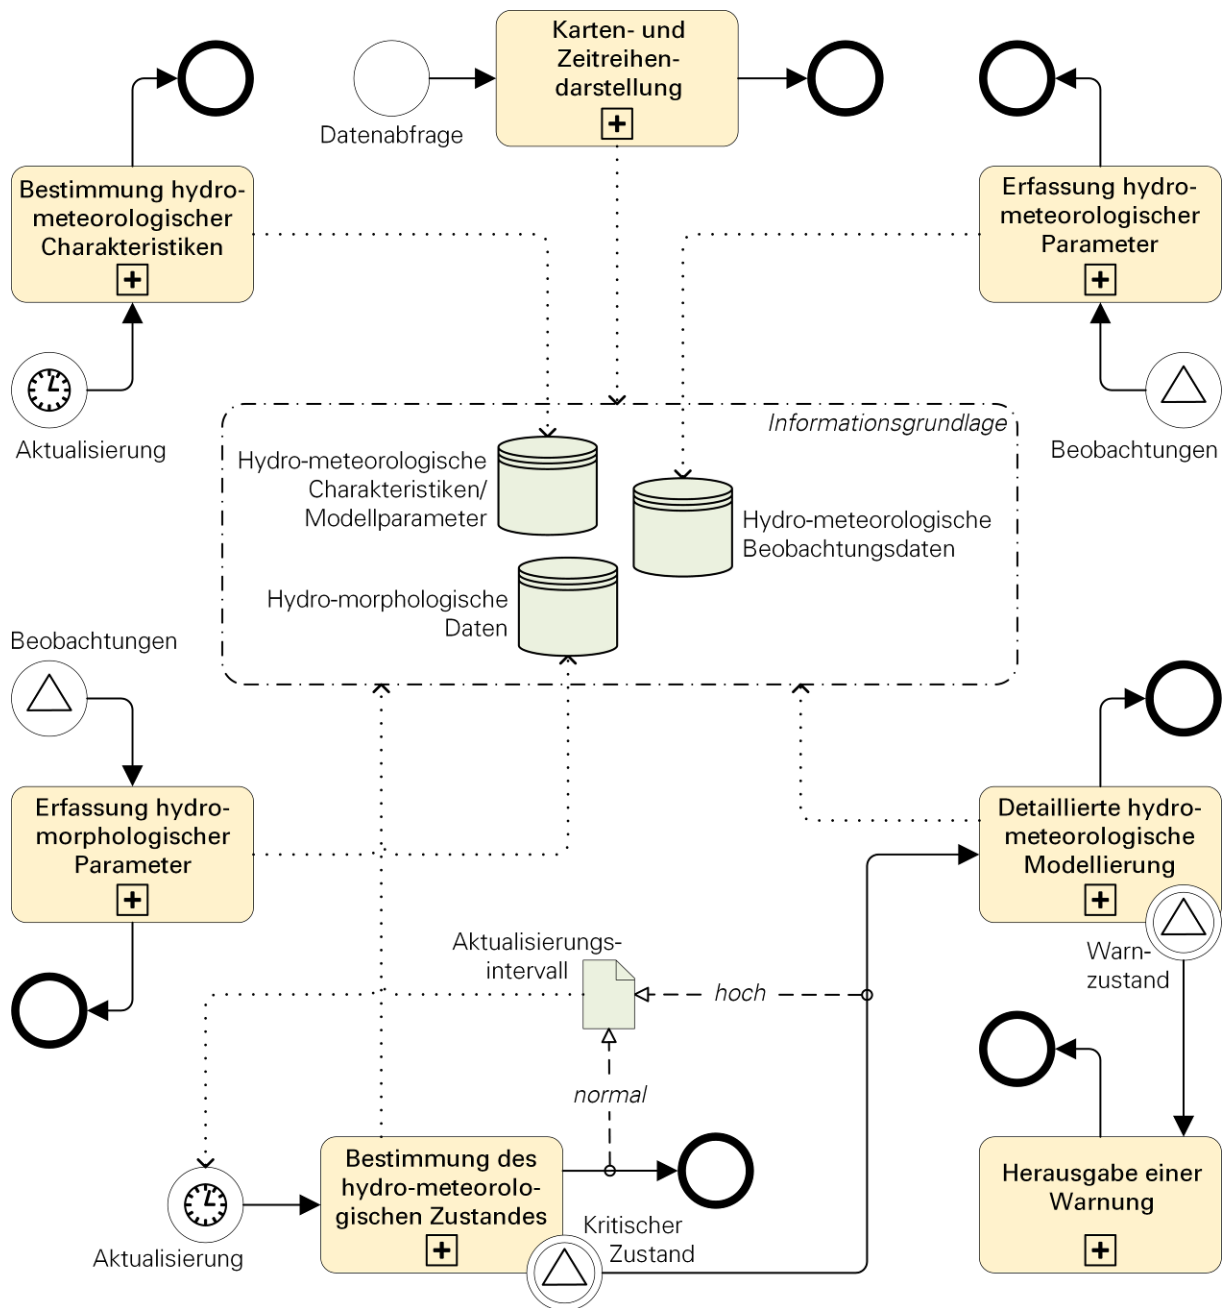 Karten- und
Zeitreihen-
darstellung
Datenabfrage
Bestimmung hydro-
meteorologischer
Charakteristiken
Erfassung hydro-
meteorologischer
Parameter
Aktualisierung
Beobachtungen
Informationsgrundlage
Hydro-meteorologische
Charakteristiken/
Modellparameter
Hydro-meteorologische
Beobachtungsdaten
Hydro-morphologische
Daten
Beobachtungen
Erfassung hydro-
morphologischer
Parameter
Detaillierte hydro-
meteorologische
Modellierung
Warn-
zustand
Aktualisierungs-
intervall
hoch
normal
Bestimmung des
hydro-meteorolo-
gischen Zustandes
Kritischer
Zustand
Aktualisierung
Herausgabe einer
Warnung